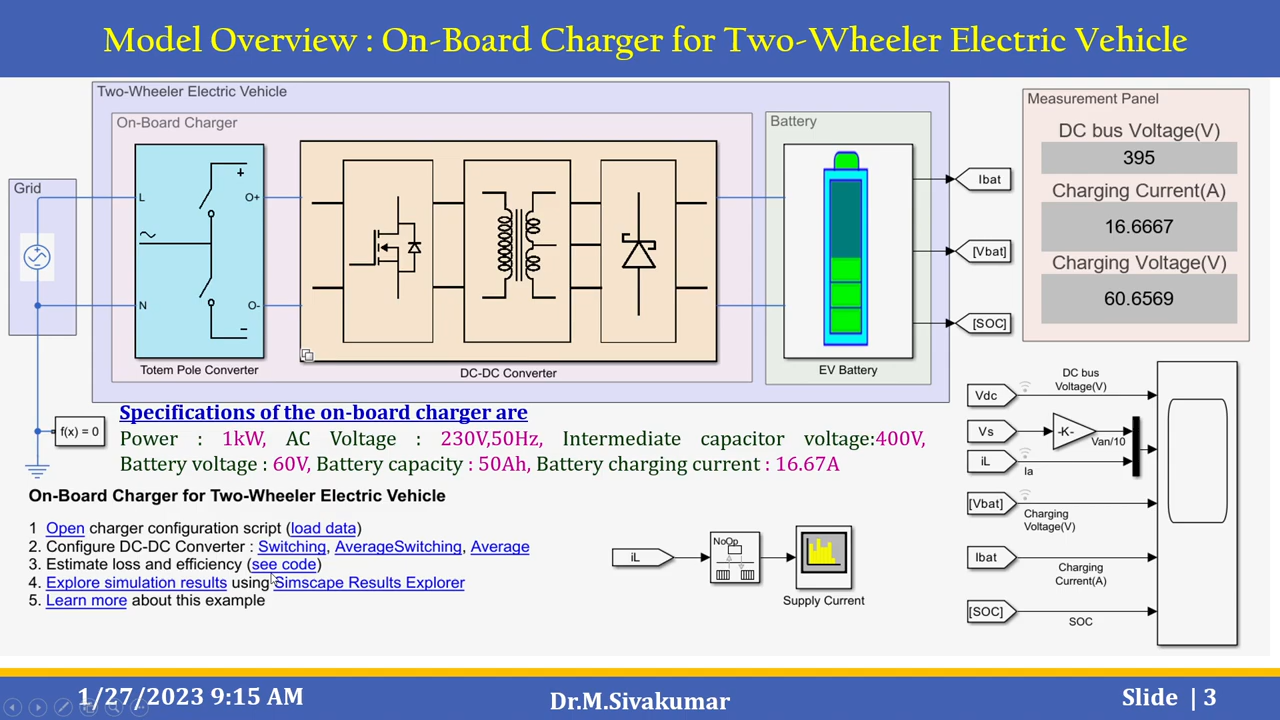 Model Overview : On-Board Charger for Two-Wheeler Electric Vehicle
Two-Wheeler Electric Vehicle
On-Board Charger
Battery
Grid
L
N
O+
O-
+
~
−
Totem Pole Converter
DC-DC Converter
EV Battery
Ibat
[Vbat]
[SOC]
Measurement Panel
DC bus Voltage(V)
395
Charging Current(A)
16.6667
Charging Voltage(V)
60.6569
f(x) = 0
Specifications of the on-board charger are
Power : 1kW, AC Voltage : 230V,50Hz, Intermediate capacitor voltage:400V,
Battery voltage : 60V, Battery capacity : 50Ah, Battery charging current : 16.67A
On-Board Charger for Two-Wheeler Electric Vehicle
1 Open charger configuration script (load data)
2. Configure DC-DC Converter : Switching, AverageSwitching, Average
3. Estimate loss and efficiency (see code)
4. Explore simulation results using Simscape Results Explorer
5. Learn more about this example
iL
NoOp
Supply Current
Vdc
DC bus
Voltage(V)
Vs
-K-
Van/10
iL
Ia
[Vbat]
Charging
Voltage(V)
Ibat
Charging
Current(A)
[SOC]
SOC
1/27/2023 9:15 AM
Dr.M.Sivakumar
Slide | 3